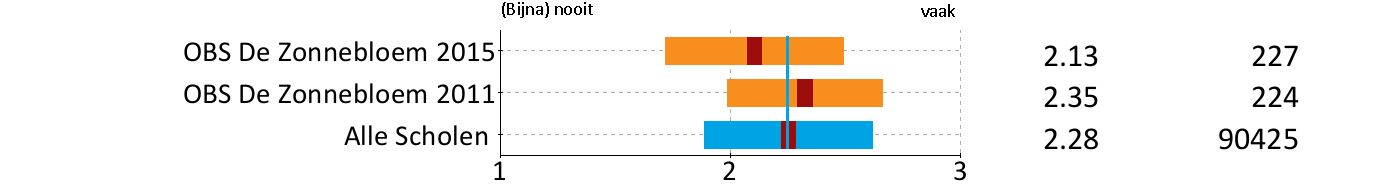 (Bijna) nooit vaak
OBS De Zonnebloem 2015 2.13 227
OBS De Zonnebloem 2011 2.35 224
Alle Scholen 2.28 90425
1 2 3